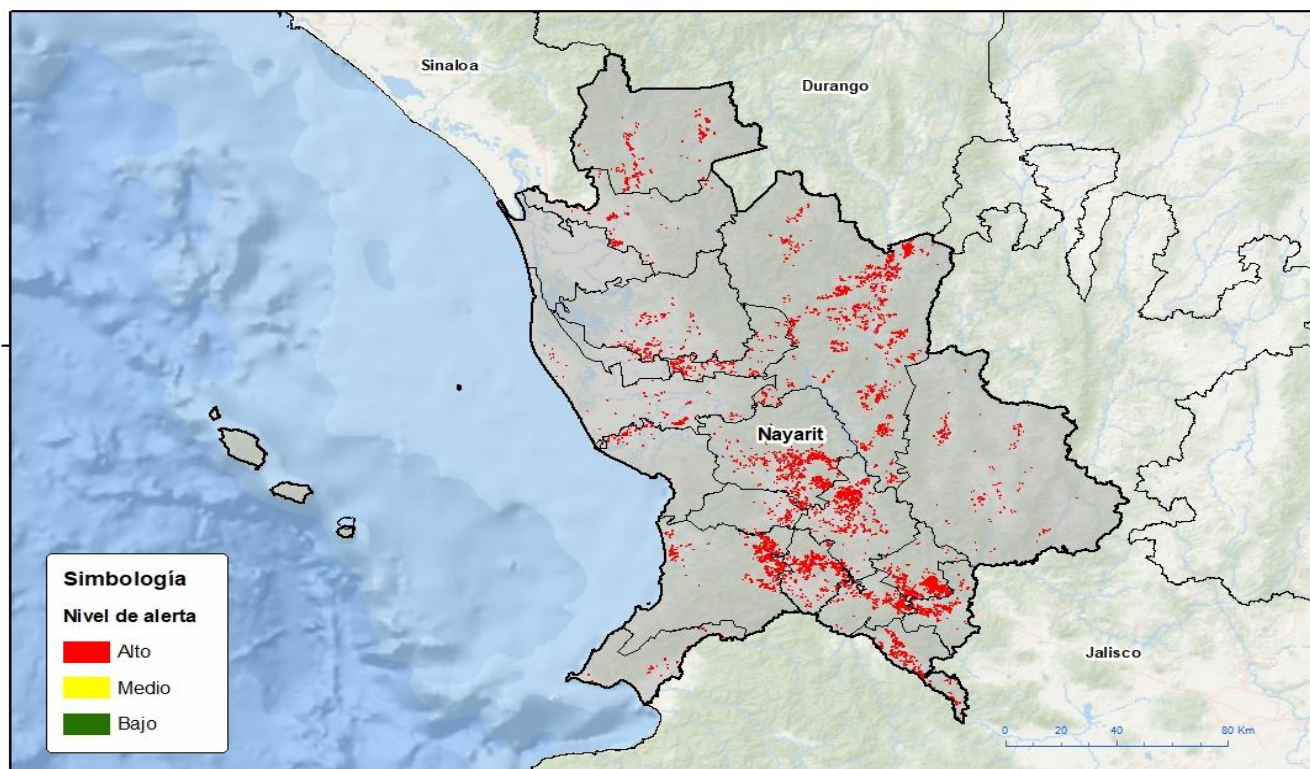 Sinaloa
Durango
Nayarit
Jalisco
Simbología
Nivel de alerta
Alto
Medio
Bajo
0 20 40 80 Km